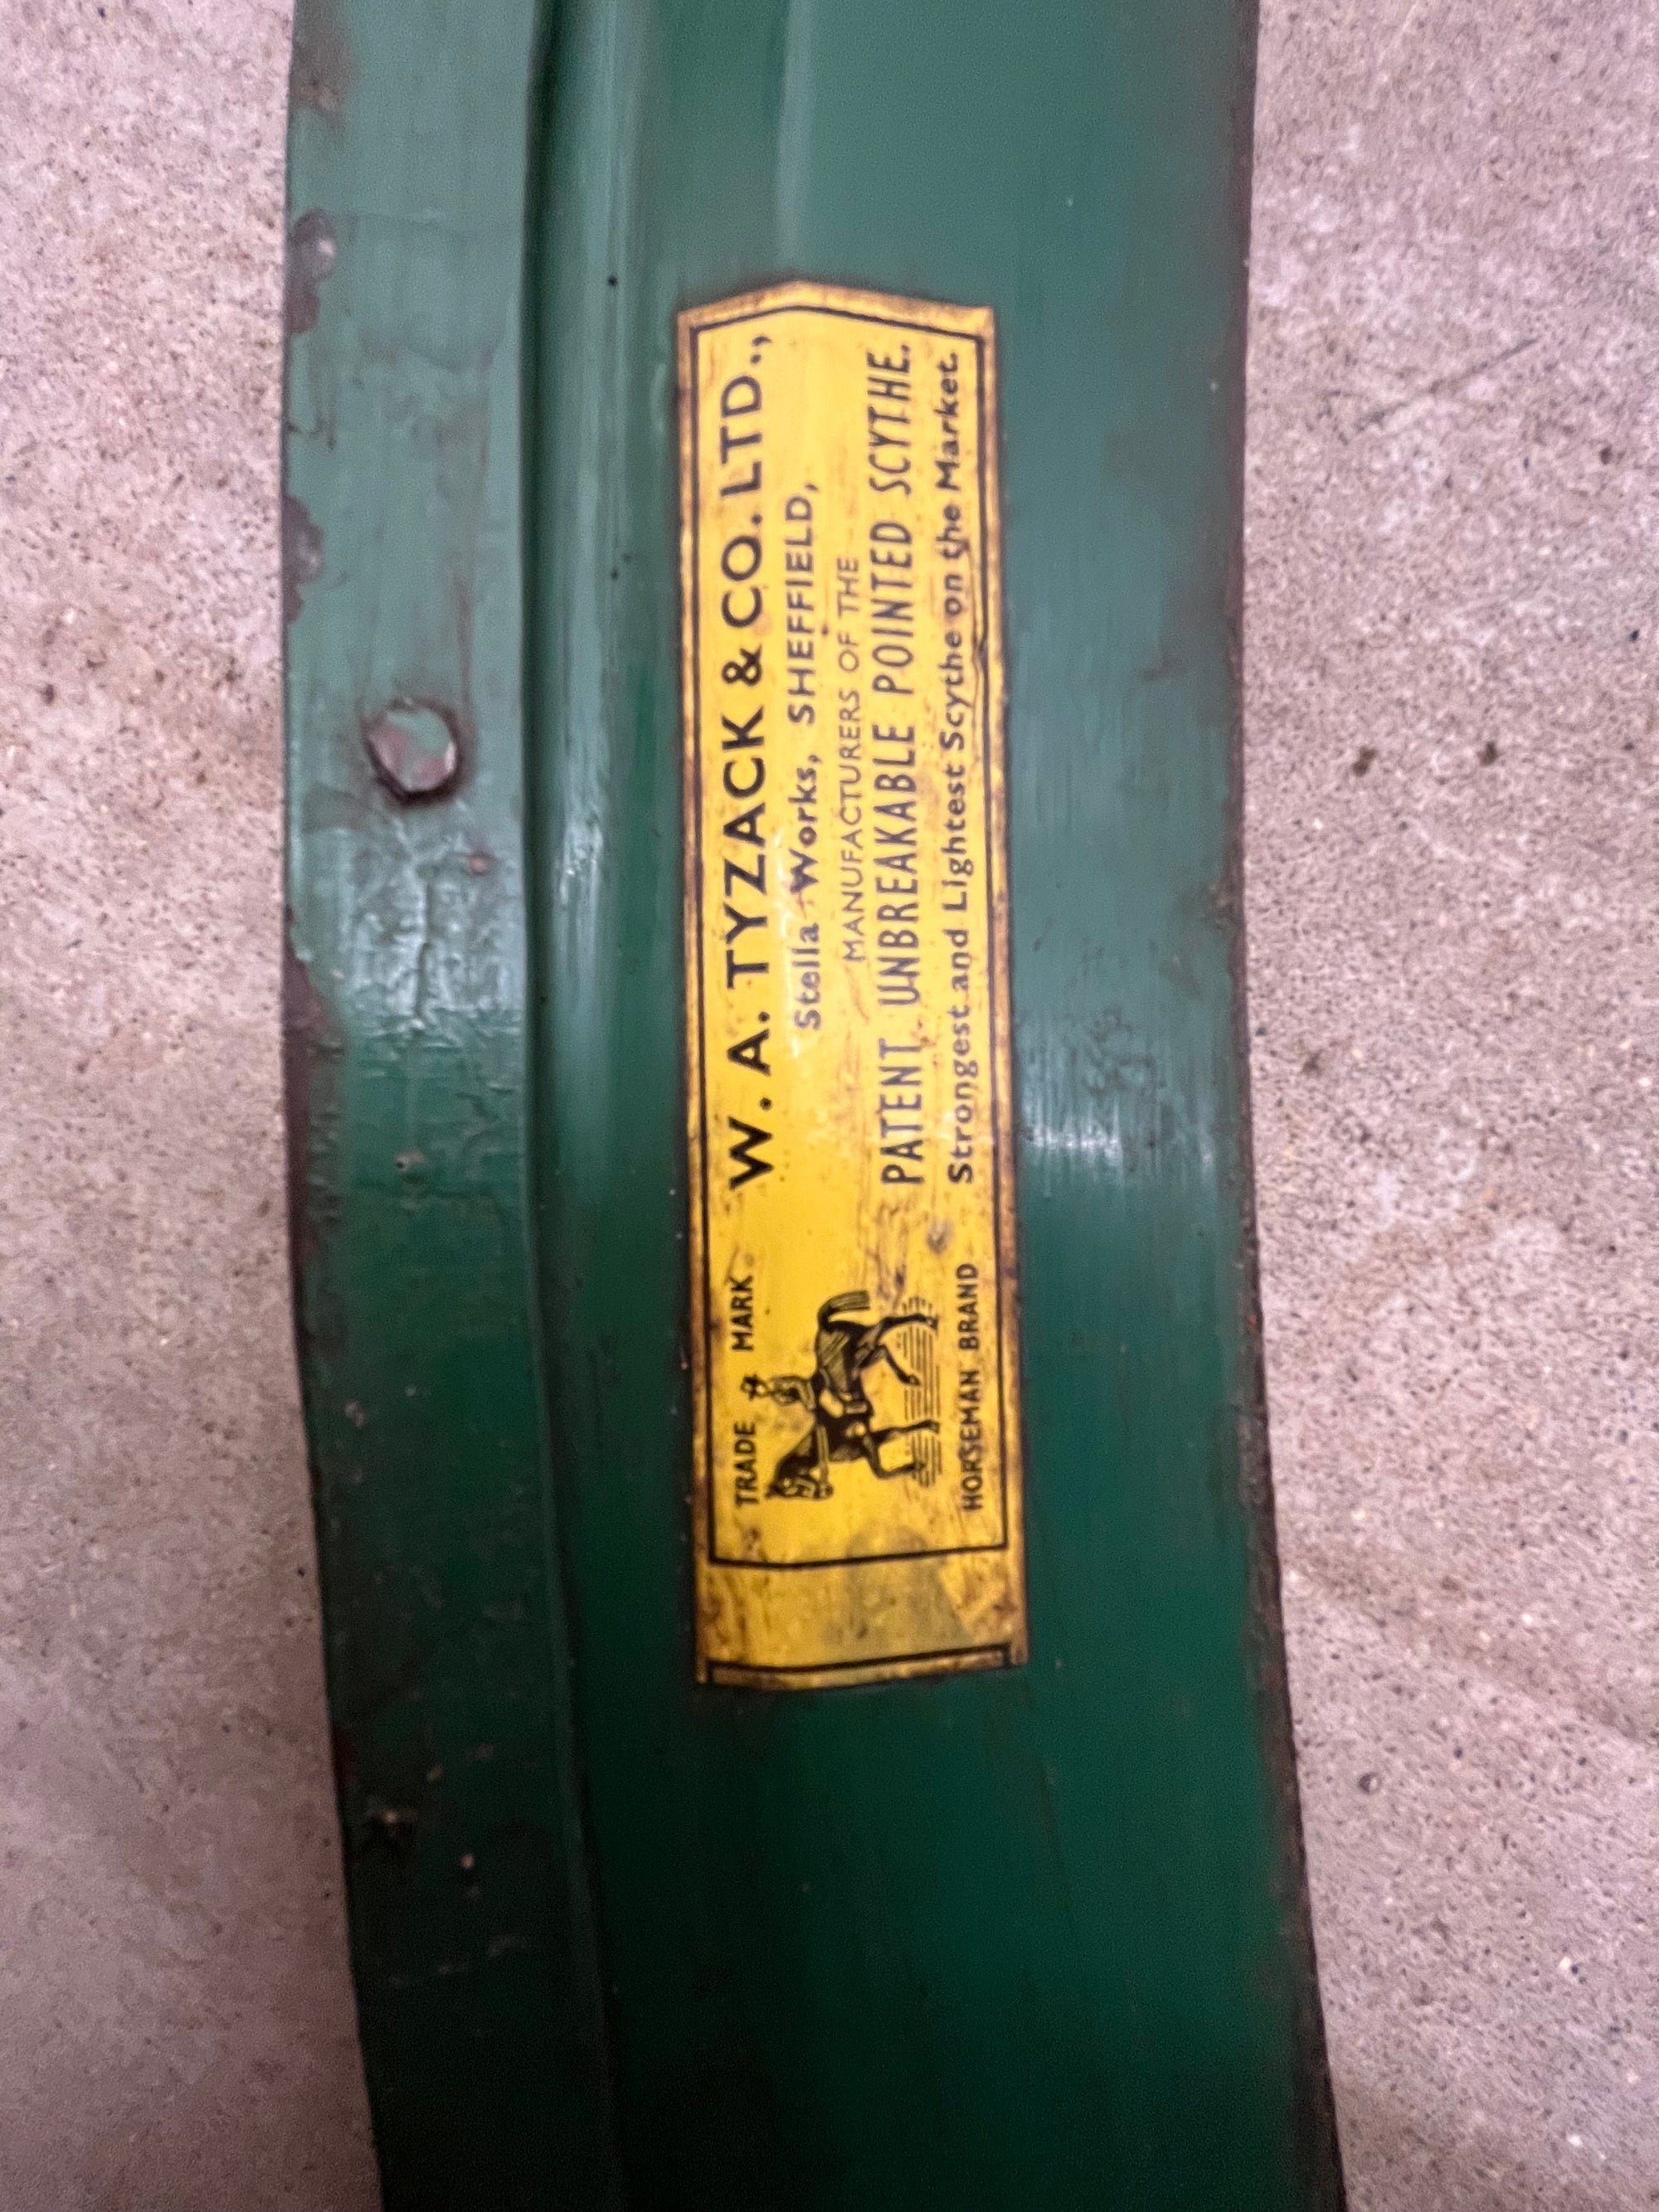 TRADE MARK
HORSEMAN BRAND
W. A. TYZACK & CO. LTD.,
Stella Works, SHEFFIELD,
MANUFACTURERS OF THE
PATENT UNBREAKABLE POINTED SCYTHE.
Strongest and Lightest Scythe on the Market.